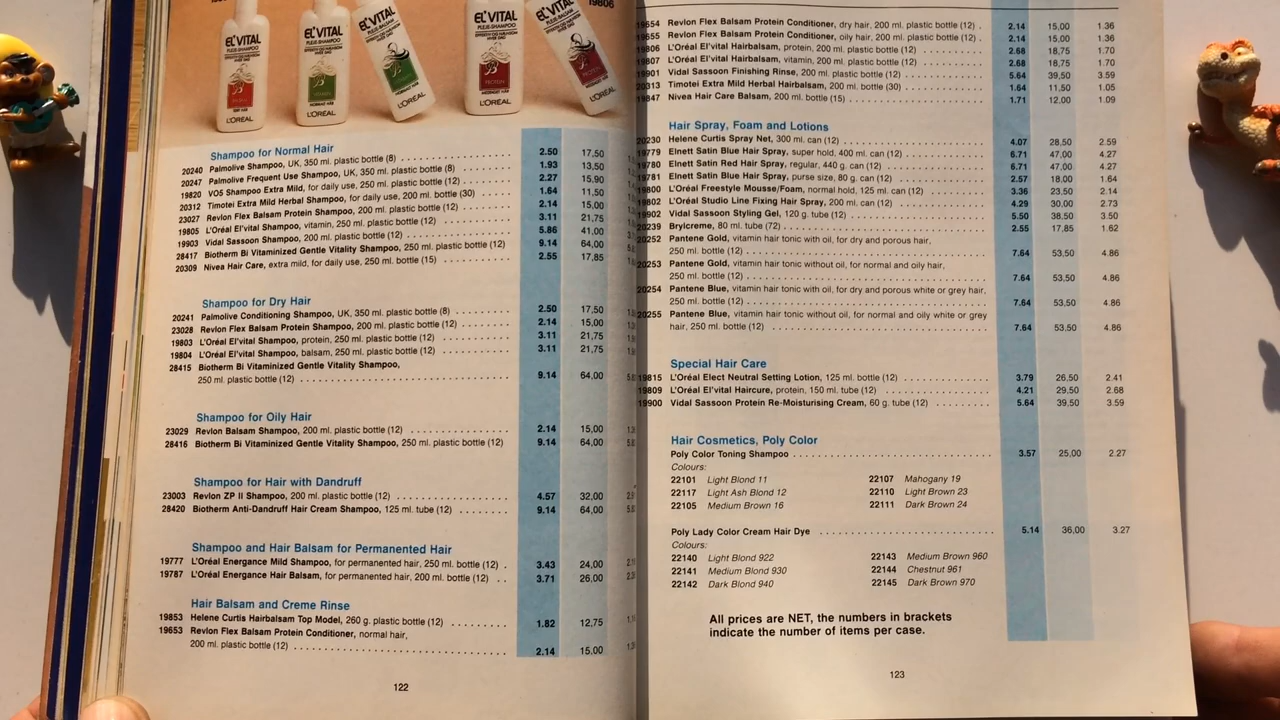 19806
EL'VITAL
PLEJE-SHAMPOO
L'ORÉAL
EL'VITAL
PLEJE-SHAMPOO
L'ORÉAL
EL'VITAL
L'ORÉAL
EL'VITAL
PLEJE-BALSAM
PROTEIN
L'ORÉAL
VITAL
PLEJE-BALSAM
L'ORÉAL
Shampoo for Normal Hair
20240 Palmolive Shampoo, UK, 350 ml. plastic bottle (8) 2.50 17,50
20247 Palmolive Frequent Use Shampoo, UK, 350 ml. plastic bottle (8) 1.93 13,50
19820 VO5 Shampoo Extra Mild, for daily use, 250 ml. plastic bottle (12) 2.27 15,90
20312 Timotei Extra Mild Herbal Shampoo, for daily use, 200 ml. bottle (30) 1.64 11,50
23027 Revlon Flex Balsam Protein Shampoo, 200 ml. plastic bottle (12) 2.14 15,00
19805 L'Oréal El'vital Shampoo, vitamin, 250 ml. plastic bottle (12) 3.11 21,75
19903 Vidal Sassoon Shampoo, 200 ml. plastic bottle (12) 5.86 41,00
28417 Biotherm Bi Vitaminized Gentle Vitality Shampoo, 250 ml. plastic bottle (12) 9.14 64,00
20309 Nivea Hair Care, extra mild, for daily use, 250 ml. bottle (15) 2.55 17,85
Shampoo for Dry Hair
20241 Palmolive Conditioning Shampoo, UK, 350 ml. plastic bottle (8) 2.50 17,50
23028 Revlon Flex Balsam Protein Shampoo, 200 ml. plastic bottle (12) 2.14 15,00
19803 L'Oréal El'vital Shampoo, protein, 250 ml. plastic bottle (12) 3.11 21,75
19804 L'Oréal El'vital Shampoo, balsam, 250 ml. plastic bottle (12) 3.11 21,75
28415 Biotherm Bi Vitaminized Gentle Vitality Shampoo,
250 ml. plastic bottle (12) 9.14 64,00
Shampoo for Oily Hair
23029 Revlon Balsam Shampoo, 200 ml. plastic bottle (12) 2.14 15,00
28416 Biotherm Bi Vitaminized Gentle Vitality Shampoo, 250 ml. plastic bottle (12) 9.14 64,00
Shampoo for Hair with Dandruff
23003 Revlon ZP II Shampoo, 200 ml. plastic bottle (12) 4.57 32,00
28420 Biotherm Anti-Dandruff Hair Cream Shampoo, 125 ml. tube (12) 9.14 64,00
Shampoo and Hair Balsam for Permanented Hair
19777 L'Oréal Energance Mild Shampoo, for permanented hair, 250 ml. bottle (12) 3.43 24,00
19787 L'Oréal Energance Hair Balsam, for permanented hair, 200 ml. bottle (12) 3.71 26,00
Hair Balsam and Creme Rinse
19853 Helene Curtis Hairbalsam Top Model, 260 g. plastic bottle (12) 1.82 12,75
19653 Revlon Flex Balsam Protein Conditioner, normal hair,
200 ml. plastic bottle (12) 2.14 15,00
122
19654 Revlon Flex Balsam Protein Conditioner, dry hair, 200 ml. plastic bottle (12) 2.14 15,00 1.36
19655 Revlon Flex Balsam Protein Conditioner, oily hair, 200 ml. plastic bottle (12) 2.14 15,00 1.36
19806 L'Oréal El'vital Hairbalsam, protein, 200 ml. plastic bottle (12) 2.68 18,75 1.70
19807 L'Oréal El'vital Hairbalsam, vitamin, 200 ml. plastic bottle (12) 2.68 18,75 1.70
19901 Vidal Sassoon Finishing Rinse, 200 ml. plastic bottle (12) 5.64 39,50 3.59
20313 Timotei Extra Mild Herbal Hairbalsam, 200 ml. plastic bottle (30) 1.64 11,50 1.05
19847 Nivea Hair Care Balsam, 200 ml. bottle (15) 1.71 12,00 1.09
Hair Spray, Foam and Lotions
20230 Helene Curtis Spray Net, 300 ml. can (12) 4.07 28,50 2.59
19779 Elnett Satin Blue Hair Spray, super hold, 400 ml. can (12) 6.71 47,00 4.27
19780 Elnett Satin Red Hair Spray, regular, 440 g. can (12) 6.71 47,00 4.27
19781 Elnett Satin Blue Hair Spray, purse size, 80 g. can (12) 2.57 18,00 1.64
19800 L'Oréal Freestyle Mousse/Foam, normal hold, 125 ml. can (12) 3.36 23,50 2.14
19802 L'Oréal Studio Line Fixing Hair Spray, 200 ml. can (12) 4.29 30,00 2.73
19902 Vidal Sassoon Styling Gel, 120 g. tube (12) 5.50 38,50 3.50
20239 Brylcreme, 80 ml. tube (72) 2.55 17,85 1.62
20252 Pantene Gold, vitamin hair tonic with oil, for dry and porous hair,
250 ml. bottle (12) 7.64 53,50 4.86
20253 Pantene Gold, vitamin hair tonic without oil, for normal and oily hair,
250 ml. bottle (12) 7.64 53,50 4.86
20254 Pantene Blue, vitamin hair tonic with oil, for dry and porous white or grey hair,
250 ml. bottle (12) 7.64 53,50 4.86
20255 Pantene Blue, vitamin hair tonic without oil, for normal and oily white or grey
hair, 250 ml. bottle (12) 7.64 53,50 4.86
Special Hair Care
19815 L'Oréal Elect Neutral Setting Lotion, 125 ml. bottle (12) 3.79 26,50 2.41
19809 L'Oréal El'vital Haircure, protein, 150 ml. tube (12) 4.21 29,50 2.68
19900 Vidal Sassoon Protein Re-Moisturising Cream, 60 g. tube (12) 5.64 39,50 3.59
Hair Cosmetics, Poly Color
Poly Color Toning Shampoo 3.57 25,00 2.27
Colours:
22101 Light Blond 11 22107 Mahogany 19
22117 Light Ash Blond 12 22110 Light Brown 23
22105 Medium Brown 16 22111 Dark Brown 24
Poly Lady Color Cream Hair Dye 5.14 36,00 3.27
Colours:
22140 Light Blond 922 22143 Medium Brown 960
22141 Medium Blond 930 22144 Chestnut 961
22142 Dark Blond 940 22145 Dark Brown 970
All prices are NET, the numbers in brackets
indicate the number of items per case.
123